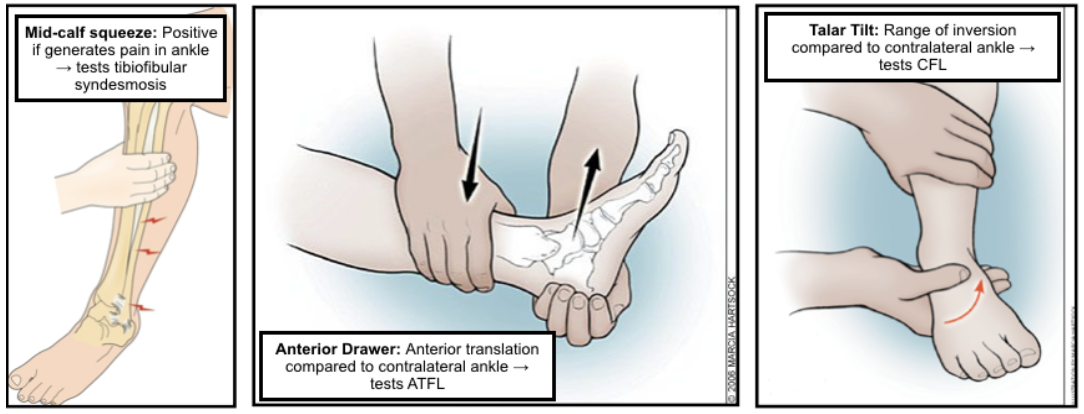 Mid-calf squeeze: Positive
if generates pain in ankle
→ tests tibiofibular
syndesmosis
Anterior Drawer: Anterior translation
compared to contralateral ankle →
tests ATFL
© 2006 MARCIA HARTSOCK
Talar Tilt: Range of inversion
compared to contralateral ankle →
tests CFL